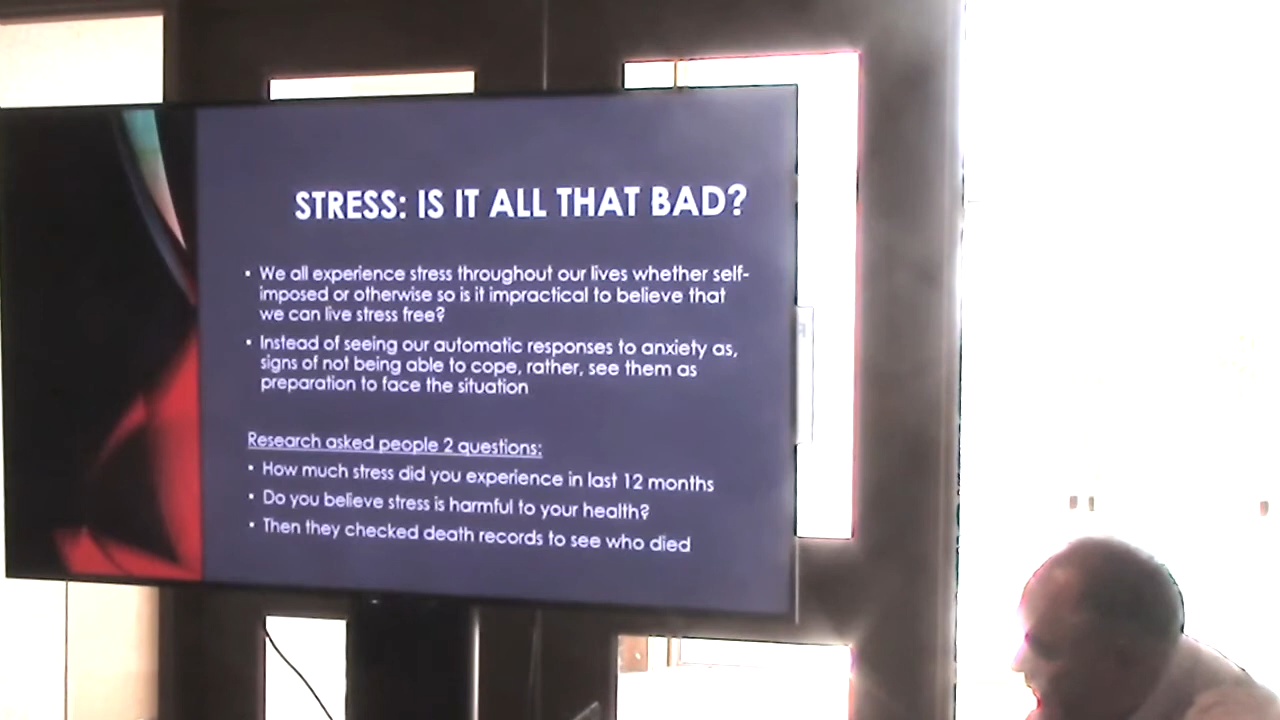 STRESS: IS IT ALL THAT BAD?
• We all experience stress throughout our lives whether self-
imposed or otherwise so is it impractical to believe that
we can live stress free?
• Instead of seeing our automatic responses to anxiety as,
signs of not being able to cope, rather, see them as
preparation to face the situation
Research asked people 2 questions:
• How much stress did you experience in last 12 months
• Do you believe stress is harmful to your health?
• Then they checked death records to see who died